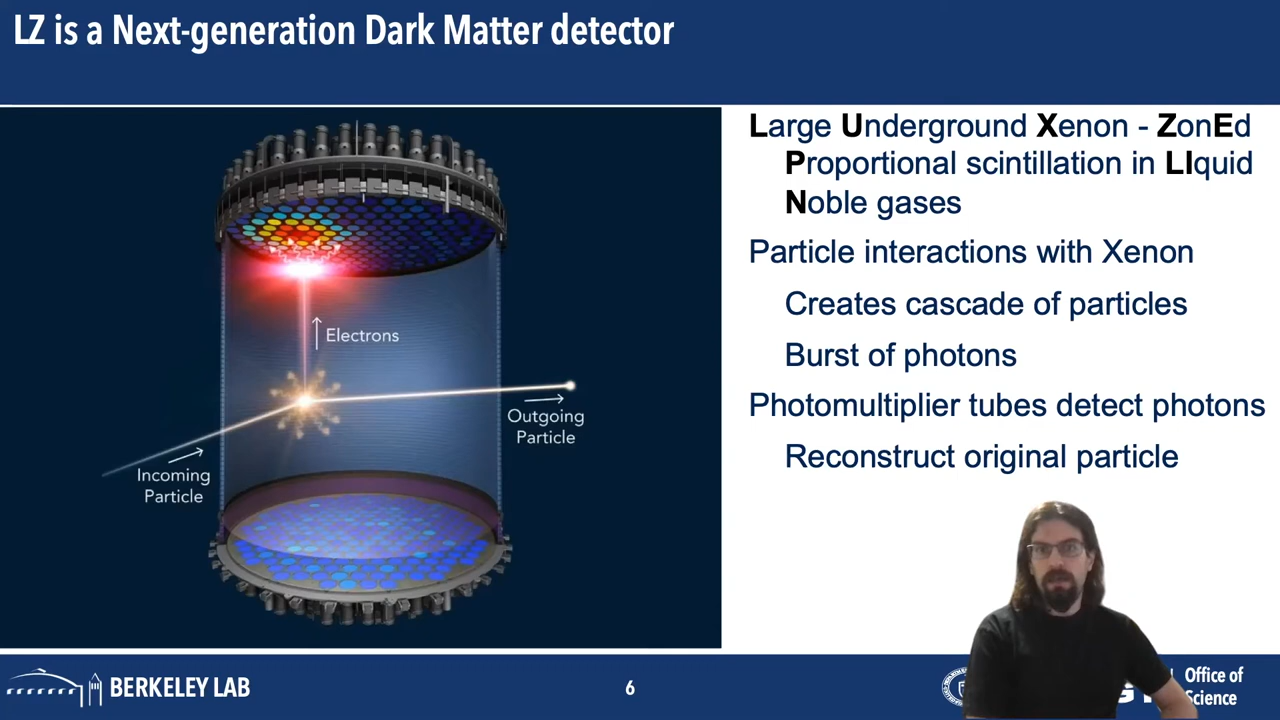 LZ is a Next-generation Dark Matter detector
Large Underground Xenon - ZonEd
Proportional scintillation in LIquid
Noble gases
Particle interactions with Xenon
Creates cascade of particles
Burst of photons
Photomultiplier tubes detect photons
Reconstruct original particle
Electrons
Outgoing
Particle
Incoming
Particle
BERKELEY LAB
6
Office of
Science